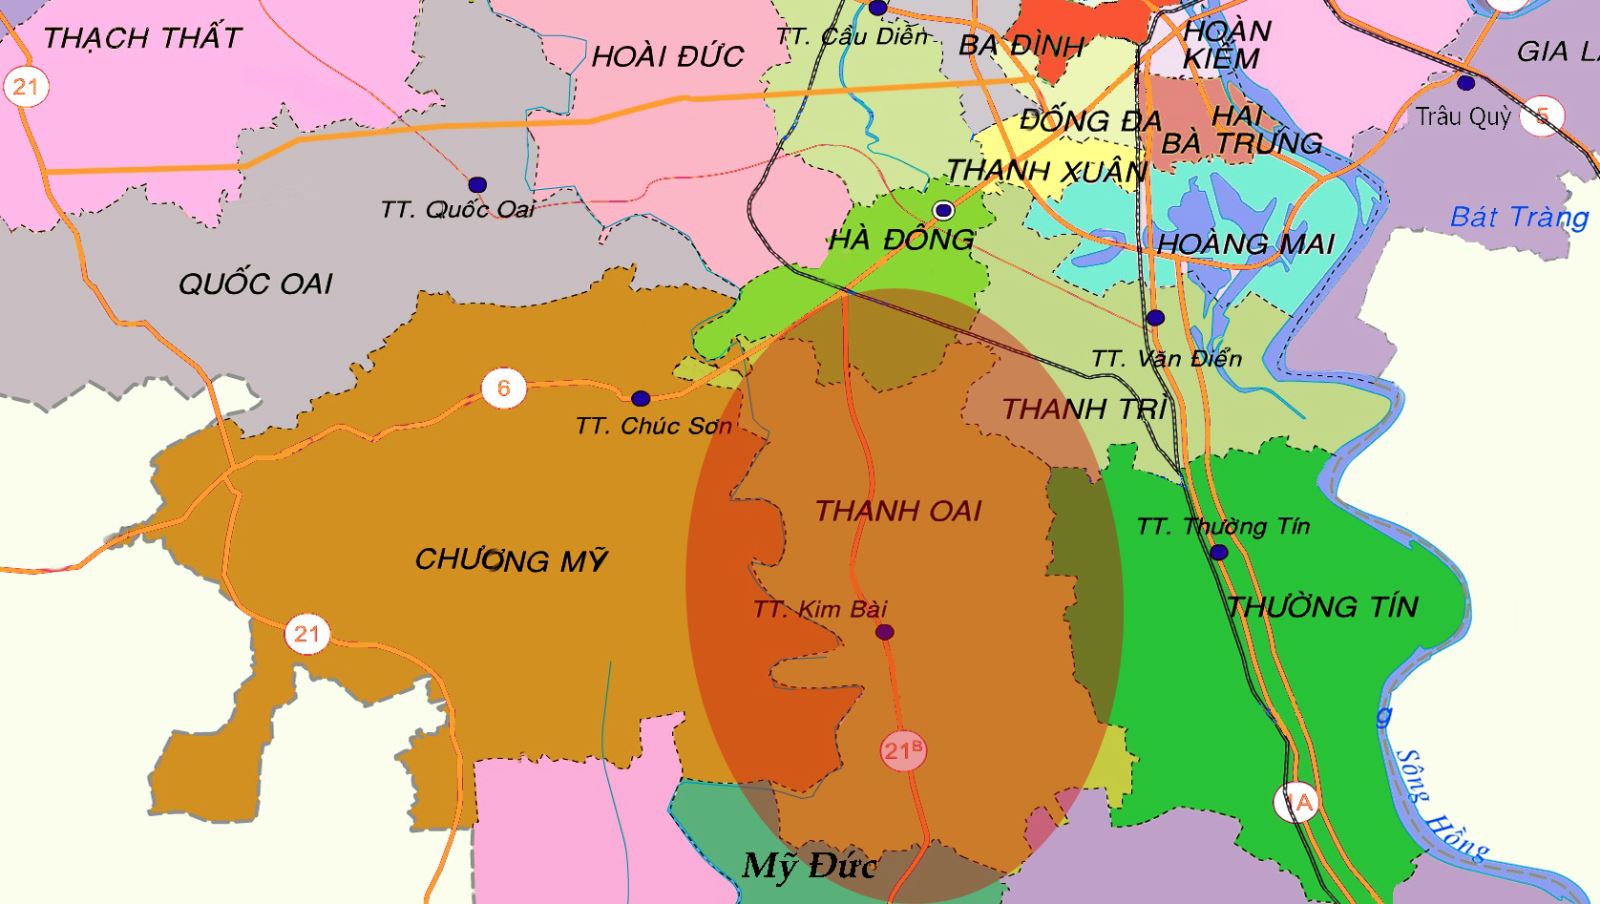 THẠCH THẤT
HOÀI ĐỨC
TT. Cầu Diễn
BA ĐÌNH
HOÀN
KIẾM
GIA L
21
ĐỐNG ĐA
HAI
BÀ TRƯNG
Trâu Quỳ
5
THANH XUÂN
TT. Quốc Oai
Bát Tràng
HÀ ĐÔNG
HOÀNG MAI
QUỐC OAI
TT. Văn Điển
6
TT. Chúc Sơn
THANH TRÌ
THANH OAI
TT. Thường Tín
CHƯƠNG MỸ
TT. Kim Bài
THƯỜNG TÍN
21
g
21B
Sông Hồng
1A
Mỹ Đức